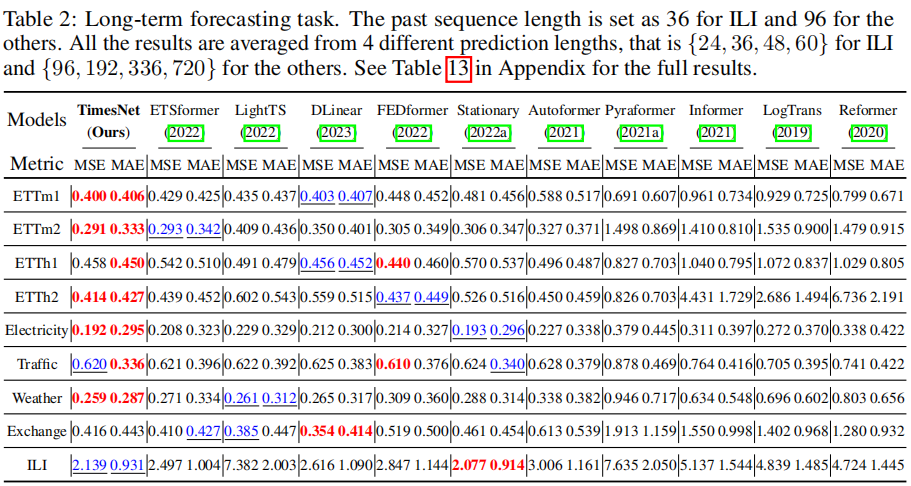 Table 2: Long-term forecasting task. The past sequence length is set as 36 for ILI and 96 for the
others. All the results are averaged from 4 different prediction lengths, that is {24, 36, 48, 60} for ILI
and {96, 192, 336, 720} for the others. See Table 13 in Appendix for the full results.
Models TimesNet ETSformer LightTS DLinear FEDformer Stationary Autoformer Pyraformer Informer LogTrans Reformer
(Ours) (2022) (2022) (2023) (2022) (2022a) (2021) (2021a) (2021) (2019) (2020)
Metric MSE MAE MSE MAE MSE MAE MSE MAE MSE MAE MSE MAE MSE MAE MSE MAE MSE MAE MSE MAE MSE MAE
ETTm1 0.400 0.406 0.429 0.425 0.435 0.437 0.403 0.407 0.448 0.452 0.481 0.456 0.588 0.517 0.691 0.607 0.961 0.734 0.929 0.725 0.799 0.671
ETTm2 0.291 0.333 0.293 0.342 0.409 0.436 0.350 0.401 0.305 0.349 0.306 0.347 0.327 0.371 1.498 0.869 1.410 0.810 1.535 0.900 1.479 0.915
ETTh1 0.458 0.450 0.542 0.510 0.491 0.479 0.456 0.452 0.440 0.460 0.570 0.537 0.496 0.487 0.827 0.703 1.040 0.795 1.072 0.837 1.029 0.805
ETTh2 0.414 0.427 0.439 0.452 0.602 0.543 0.559 0.515 0.437 0.449 0.526 0.516 0.450 0.459 0.826 0.703 4.431 1.729 2.686 1.494 6.736 2.191
Electricity 0.192 0.295 0.208 0.323 0.229 0.329 0.212 0.300 0.214 0.327 0.193 0.296 0.227 0.338 0.379 0.445 0.311 0.397 0.272 0.370 0.338 0.422
Traffic 0.620 0.336 0.621 0.396 0.622 0.392 0.625 0.383 0.610 0.376 0.624 0.340 0.628 0.379 0.878 0.469 0.764 0.416 0.705 0.395 0.741 0.422
Weather 0.259 0.287 0.271 0.334 0.261 0.312 0.265 0.317 0.309 0.360 0.288 0.314 0.338 0.382 0.946 0.717 0.634 0.548 0.696 0.602 0.803 0.656
Exchange 0.416 0.443 0.410 0.427 0.385 0.447 0.354 0.414 0.519 0.500 0.461 0.454 0.613 0.539 1.913 1.159 1.550 0.998 1.402 0.968 1.280 0.932
ILI 2.139 0.931 2.497 1.004 7.382 2.003 2.616 1.090 2.847 1.144 2.077 0.914 3.006 1.161 7.635 2.050 5.137 1.544 4.839 1.485 4.724 1.445